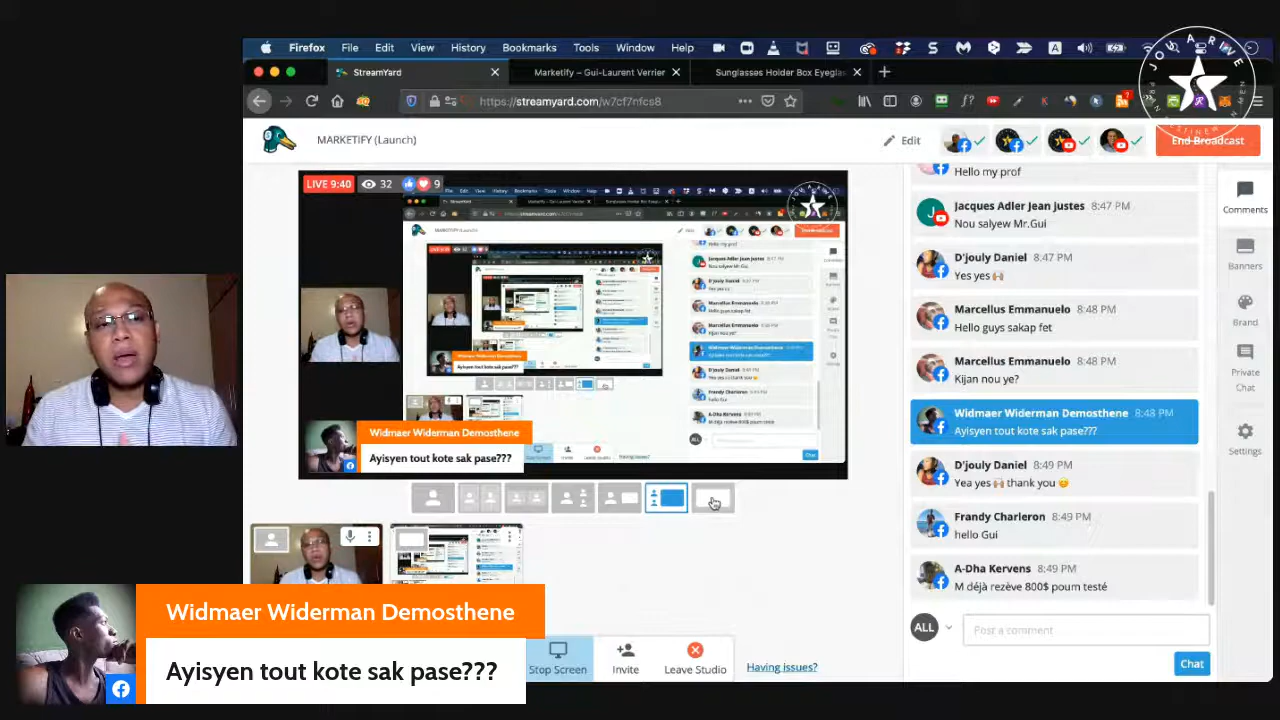 Firefox File Edit View History Bookmarks Tools Window Help
StreamYard
Marketify – Gui-Laurent Verrier
Sunglasses Holder Box Eyeglas
https://streamyard.com/w7cf7nfcs8
MARKETIFY (Launch)
Edit
End Broadcast
LIVE 9:40 32 9
Hello my prof
Jacques Adler Jean Justes 8:47 PM
Nou salyew Mr.Gui
D'jouly Daniel 8:47 PM
Yes yes🙌🏽
Marcellus Emmanuelo 8:48 PM
Hello guys sakap fet
Marcellus Emmanuelo 8:48 PM
Kijan nou ye?
Widmaer Widerman Demosthene 8:48 PM
Ayisyen tout kote sak pase???
D'jouly Daniel 8:49 PM
Yea yes🙌🏽 thank you ☺️
Frandy Charleron 8:49 PM
hello Gui
A-Dha Kervens 8:49 PM
M déjà rezève 800$ poum testé
ALL
Post a comment
Chat
Comments
Banners
Brand
Private
Chat
Settings
Widmaer Widerman Demosthene
Ayisyen tout kote sak pase???
Stop Screen
Invite
Leave Studio
Having issues?
Widmaer Widerman Demosthene
Ayisyen tout kote sak pase???